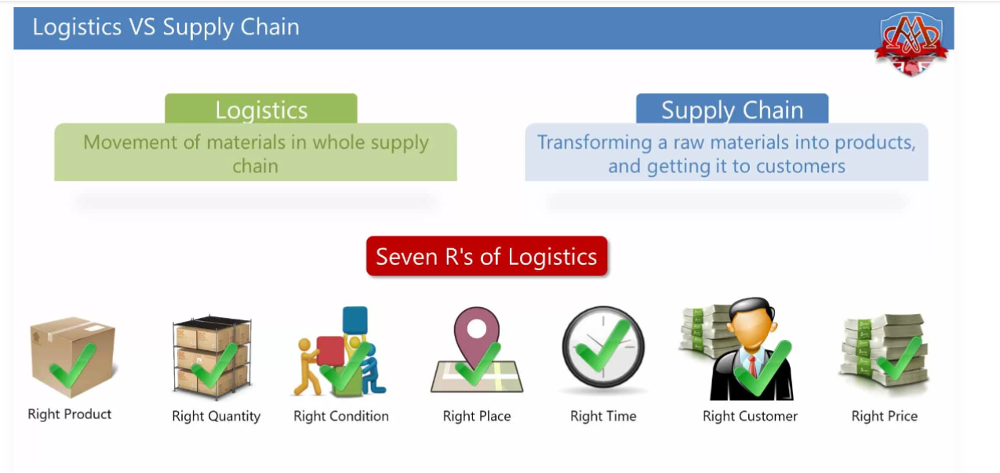 Logistics VS Supply Chain
Logistics
Movement of materials in whole supply
chain
Supply Chain
Transforming a raw materials into products,
and getting it to customers
Seven R's of Logistics
Right Product
Right Quantity
Right Condition
Right Place
Right Time
Right Customer
Right Price